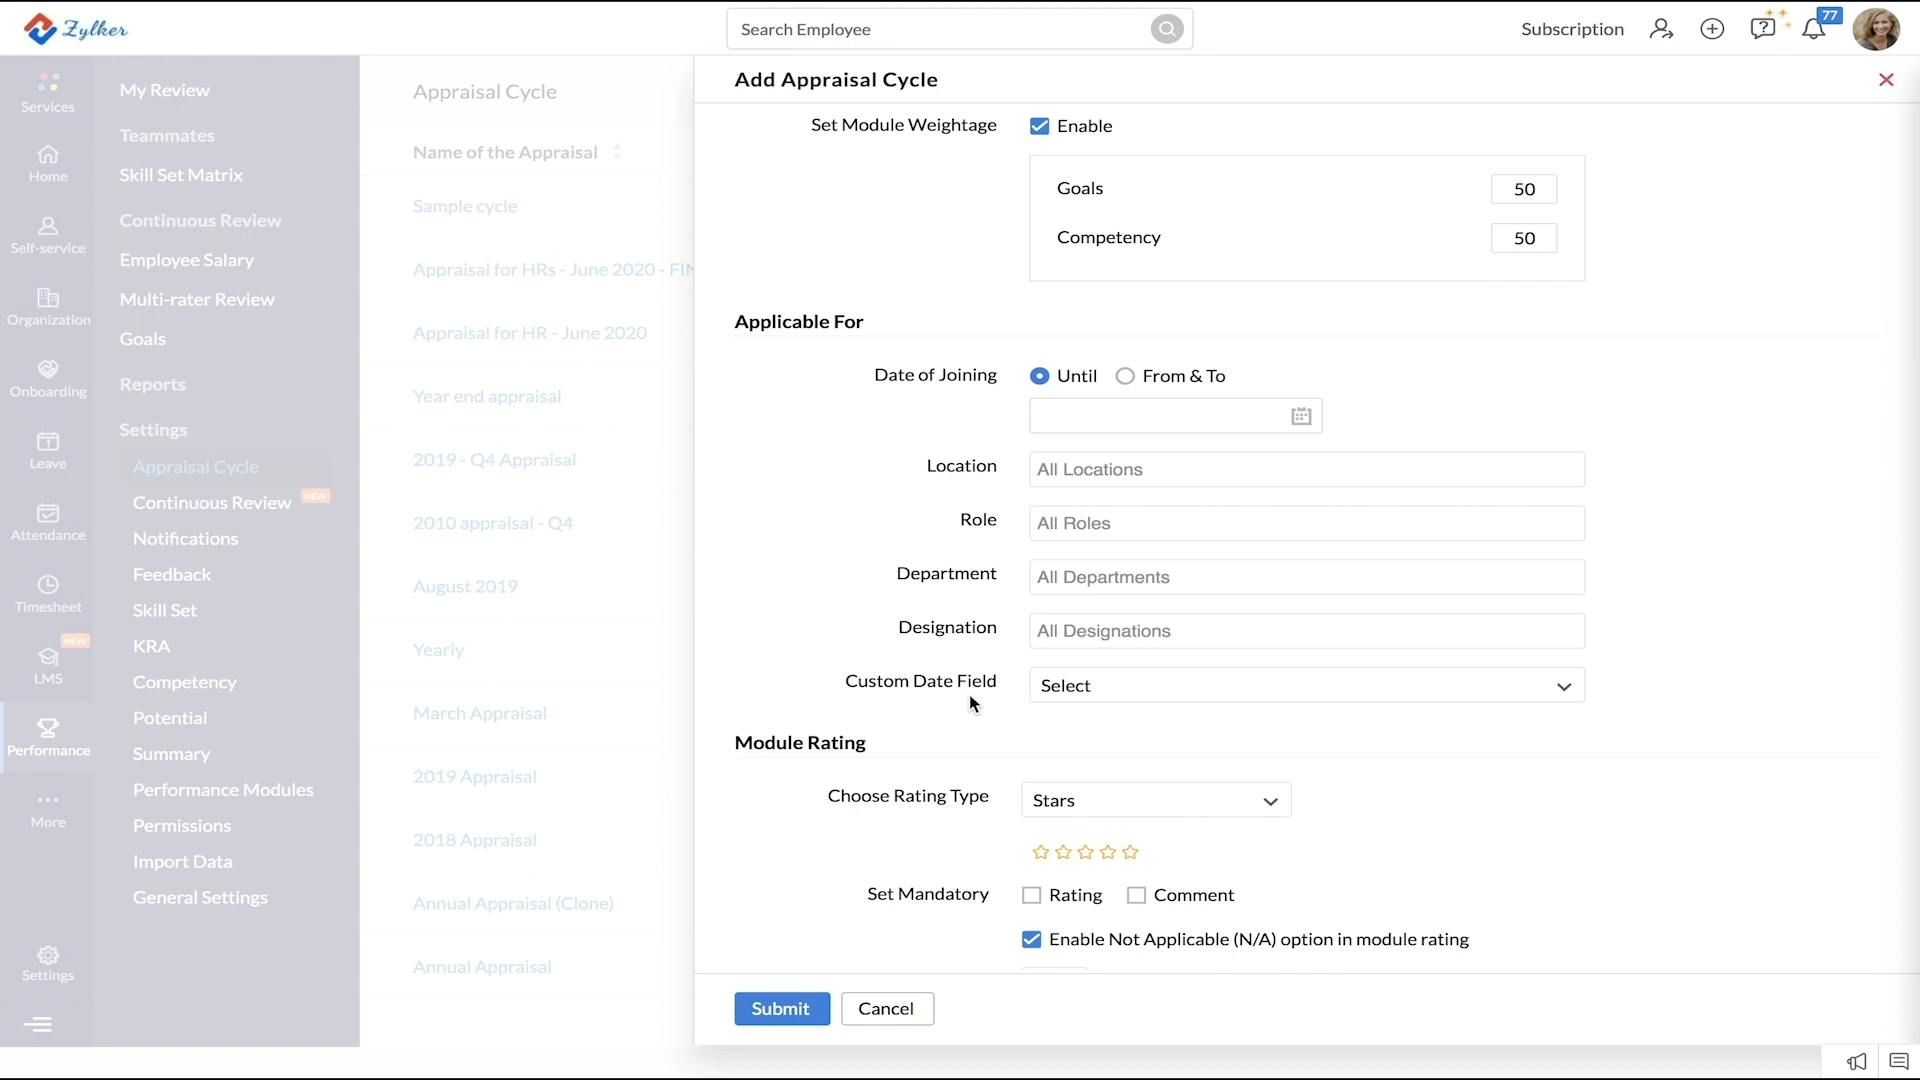 Zylker
Search Employee
Subscription
77
Services
Home
Self-service
Organization
Onboarding
Leave
Attendance
Timesheet
NEW
LMS
Performance
More
Settings
My Review
Teammates
Skill Set Matrix
Continuous Review
Employee Salary
Multi-rater Review
Goals
Reports
Settings
Appraisal Cycle
Continuous Review NEW
Notifications
Feedback
Skill Set
KRA
Competency
Potential
Summary
Performance Modules
Permissions
Import Data
General Settings
Appraisal Cycle
Name of the Appraisal
Sample cycle
Appraisal for HRs - June 2020 - FIN
Appraisal for HR - June 2020
Year end appraisal
2019 - Q4 Appraisal
2010 appraisal - Q4
August 2019
Yearly
March Appraisal
2019 Appraisal
2018 Appraisal
Annual Appraisal (Clone)
Annual Appraisal
Add Appraisal Cycle
Set Module Weightage Enable
Goals 50
Competency 50
Applicable For
Date of Joining Until From & To
Location All Locations
Role All Roles
Department All Departments
Designation All Designations
Custom Date Field Select
Module Rating
Choose Rating Type Stars
Set Mandatory Rating Comment
Enable Not Applicable (N/A) option in module rating
Submit Cancel